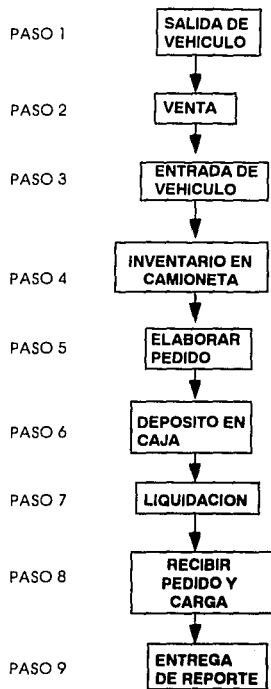 PASO 1
SALIDA DE
VEHICULO
PASO 2
VENTA
PASO 3
ENTRADA DE
VEHICULO
PASO 4
INVENTARIO EN
CAMIONETA
PASO 5
ELABORAR
PEDIDO
PASO 6
DEPOSITO EN
CAJA
PASO 7
LIQUIDACION
PASO 8
RECIBIR
PEDIDO Y
CARGA
PASO 9
ENTREGA
DE REPORTE